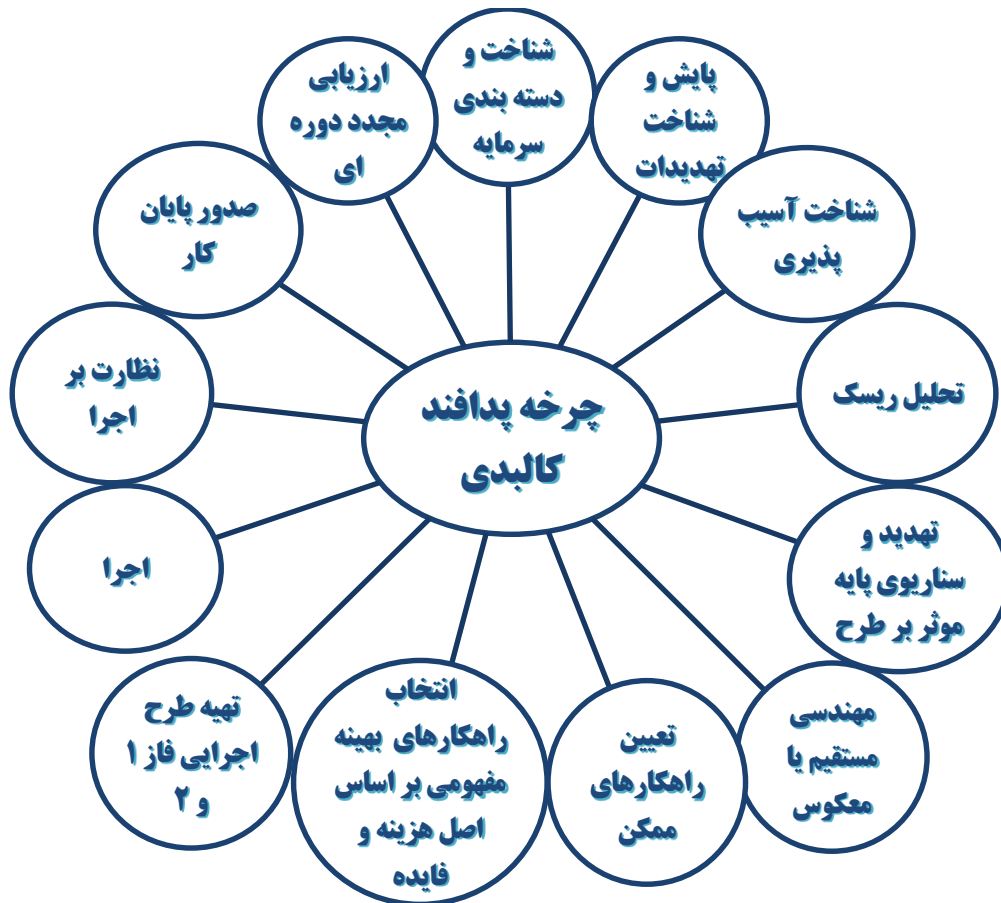 چرخه پدافند
کالبدی
شناخت و
دسته بندی
سرمایه
پایش و
شناخت
تهدیدات
شناخت آسیب
پذیری
تحلیل ریسک
تهدید و
سناریوی پایه
موثر بر طرح
مهندسی
مستقیم یا
معکوس
تعیین
راهکارهای
ممکن
انتخاب
راهکارهای بهینه
مفهومی بر اساس
اصل هزینه و
فایده
تهیه طرح
اجرایی فاز ۱
و ۲
اجرا
نظارت بر
اجرا
صدور پایان
کار
ارزیابی
مجدد دوره
ای